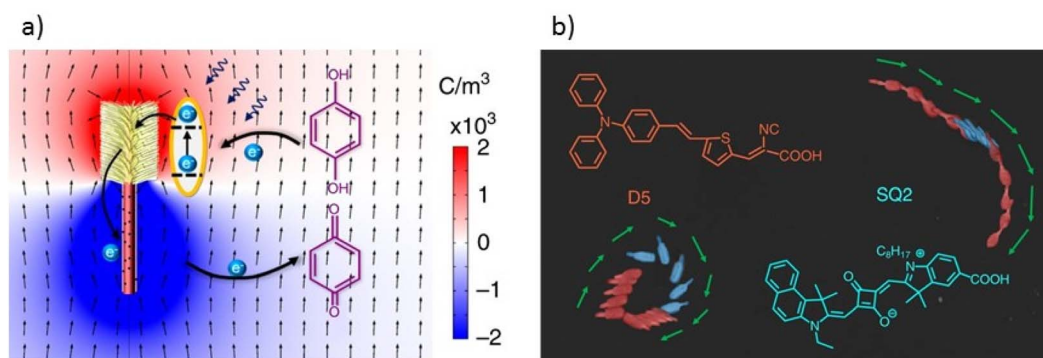 a)
OH
OH
O
O
e-
e-
e-
e-
e-
C/m³
x10³
2
1
0
−1
−2
b)
N
S
NC
COOH
D5
SQ2
C₈H₁₇
N
⊕
COOH
O
O
⊖
N